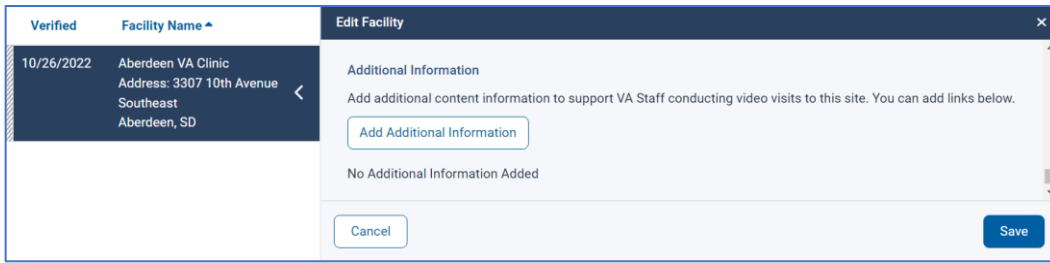 Verified
Facility Name
10/26/2022
Aberdeen VA Clinic
Address: 3307 10th Avenue
Southeast
Aberdeen, SD
Edit Facility
Additional Information
Add additional content information to support VA Staff conducting video visits to this site. You can add links below.
Add Additional Information
No Additional Information Added
Cancel
Save